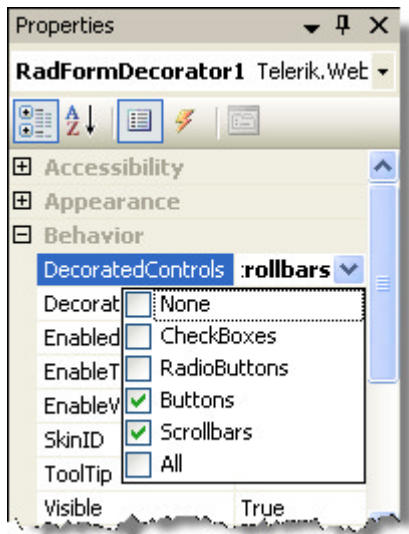 Properties
RadFormDecorator1 Telerik.Web
Accessibility
Appearance
Behavior
DecoratedControls :rollbars
Decorat
None
Enabled
CheckBoxes
EnableT
RadioButtons
EnableV
Buttons
SkinID
Scrollbars
ToolTip
All
Visible True